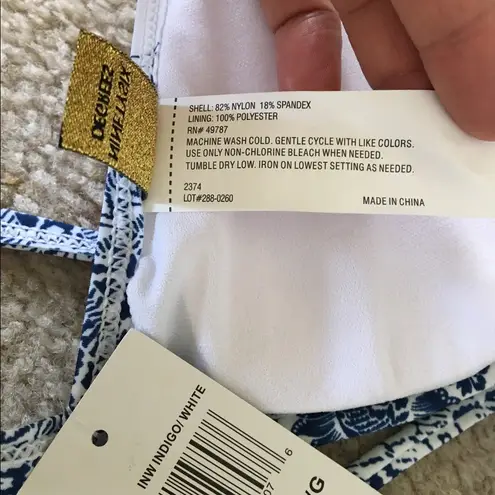 SHELL: 82% NYLON 18% SPANDEX
LINING: 100% POLYESTER
RN# 49787
MACHINE WASH COLD. GENTLE CYCLE WITH LIKE COLORS.
USE ONLY NON-CHLORINE BLEACH WHEN NEEDED.
TUMBLE DRY LOW. IRON ON LOWEST SETTING AS NEEDED.
2374
LOT#288-0260
MADE IN CHINA
INW INDIGO/WHITE
07
6
/G